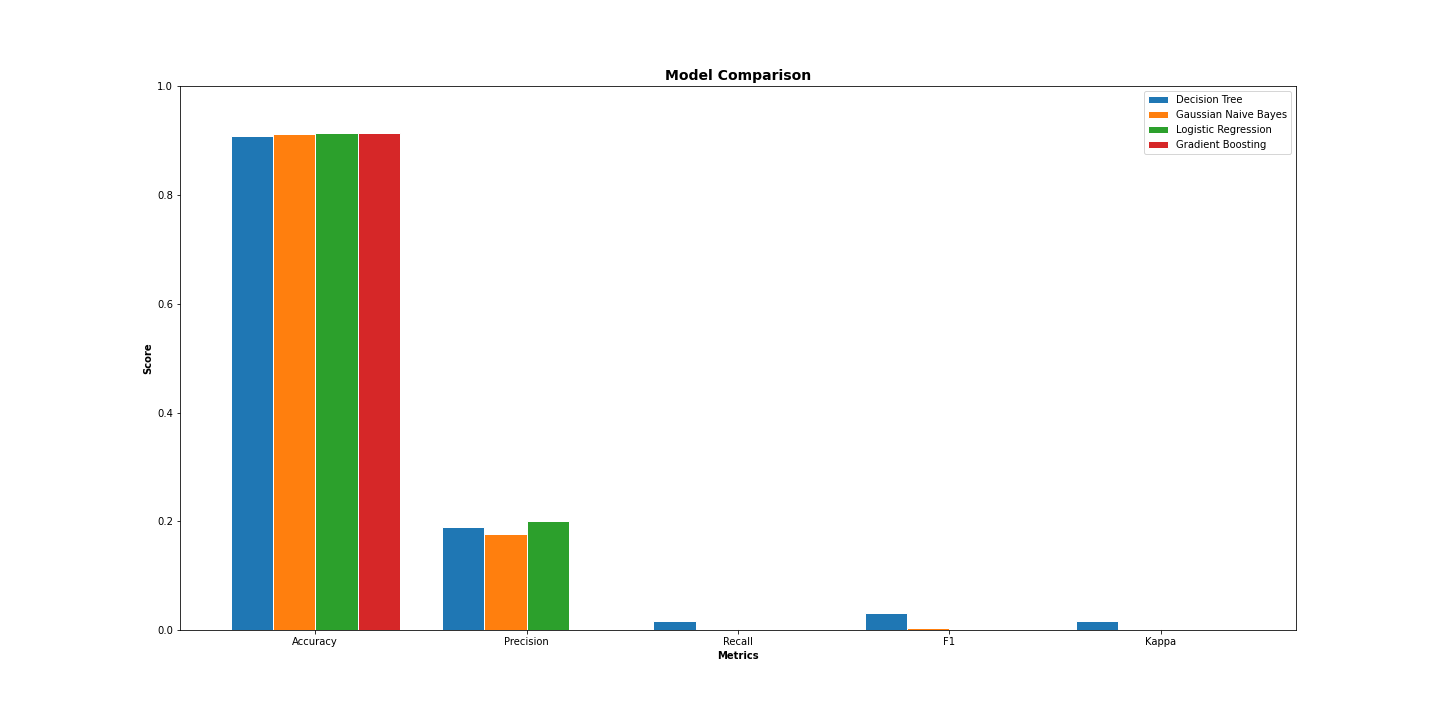 Model Comparison
1.0
0.8
0.6
0.4
0.2
0.0
Score
Decision Tree
Gaussian Naive Bayes
Logistic Regression
Gradient Boosting
Accuracy
Precision
Recall
F1
Kappa
Metrics